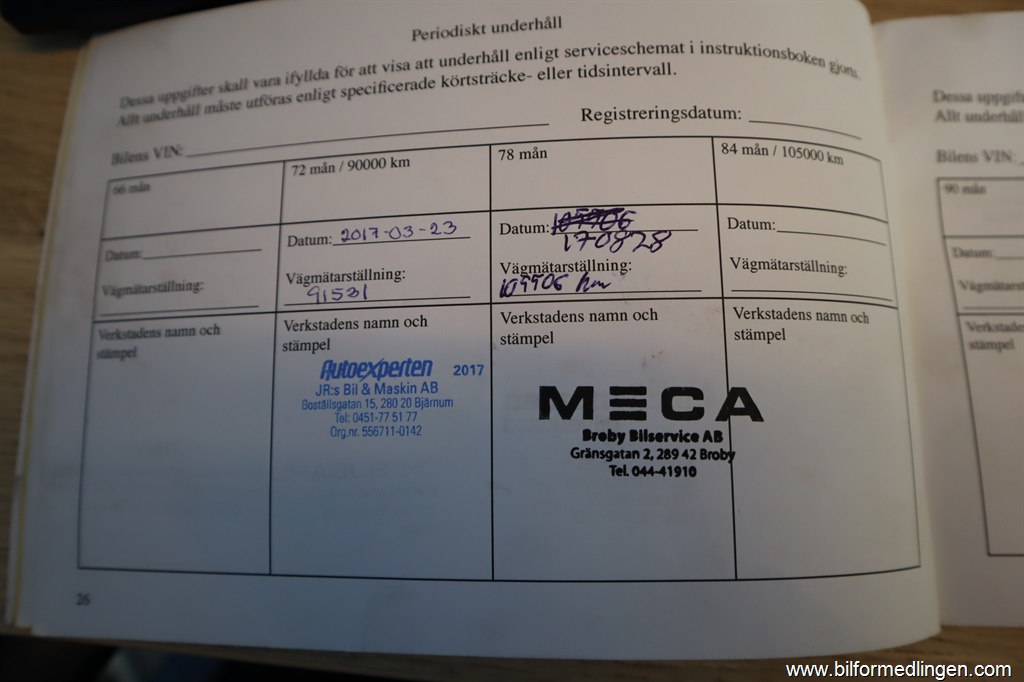 Periodiskt underhåll
Dessa uppgifter skall vara ifyllda för att visa att underhåll enligt serviceschemat i instruktionsboken gjorts.
Allt underhåll måste utföras enligt specificerade körtsträcke- eller tidsintervall.
Bilens VIN:
Registreringsdatum:
66 mån
72 mån / 90000 km
78 mån
84 mån / 105000 km
Datum:
Datum: 2017-03-23
Datum:
170828
Datum:
Vägmätarställning:
Vägmätarställning:
91531
Vägmätarställning:
km
Vägmätarställning:
Verkstadens namn och
stämpel
Verkstadens namn och
stämpel
Autoexperten 2017
JR:s Bil & Maskin AB
Boställsgatan 15, 280 20 Bjärnum
Tel: 0451-77 51 77
Org.nr. 556711-0142
Verkstadens namn och
stämpel
MECA
Broby Bilservice AB
Gränsgatan 2, 289 42 Broby
Tel. 044-41910
Verkstadens namn och
stämpel
26
Dessa
Allt
Bilens VIN:
90 mån
Datum:
stämpel
www.bilformedlingen.com